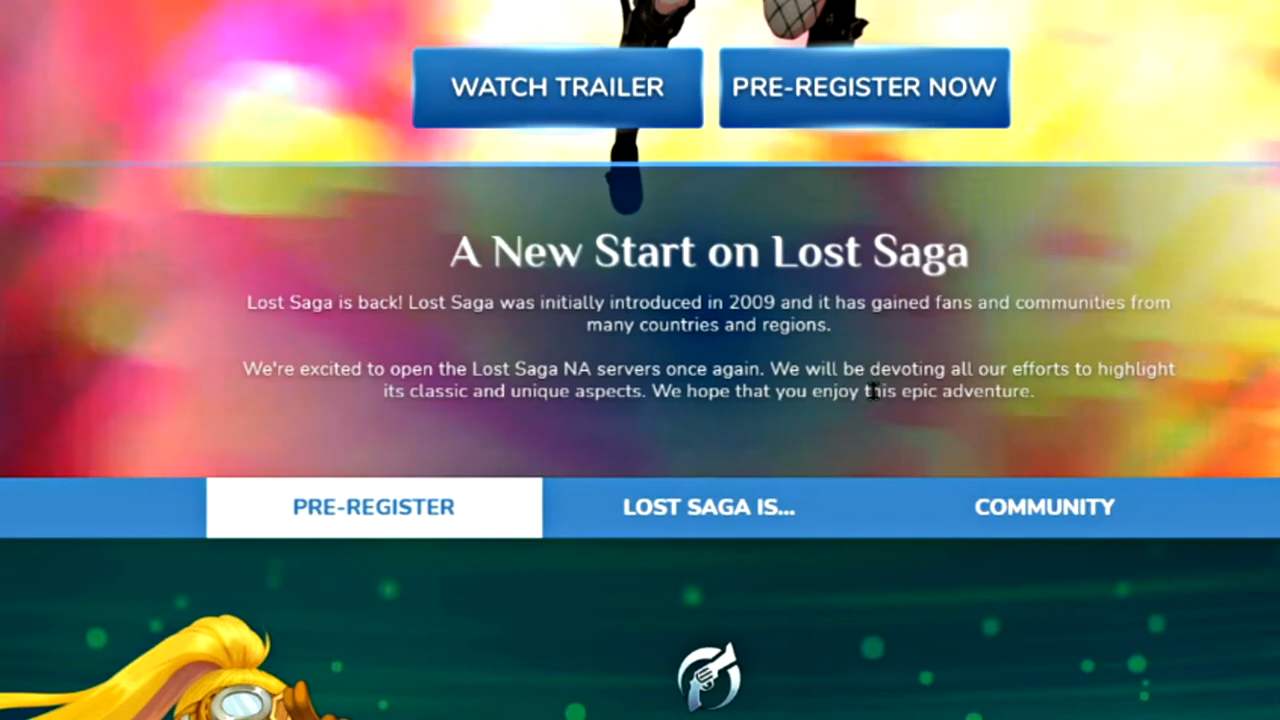 WATCH TRAILER
PRE-REGISTER NOW
A New Start on Lost Saga
Lost Saga is back! Lost Saga was initially introduced in 2009 and it has gained fans and communities from
many countries and regions.
We're excited to open the Lost Saga NA servers once again. We will be devoting all our efforts to highlight
its classic and unique aspects. We hope that you enjoy this epic adventure.
PRE-REGISTER
LOST SAGA IS...
COMMUNITY